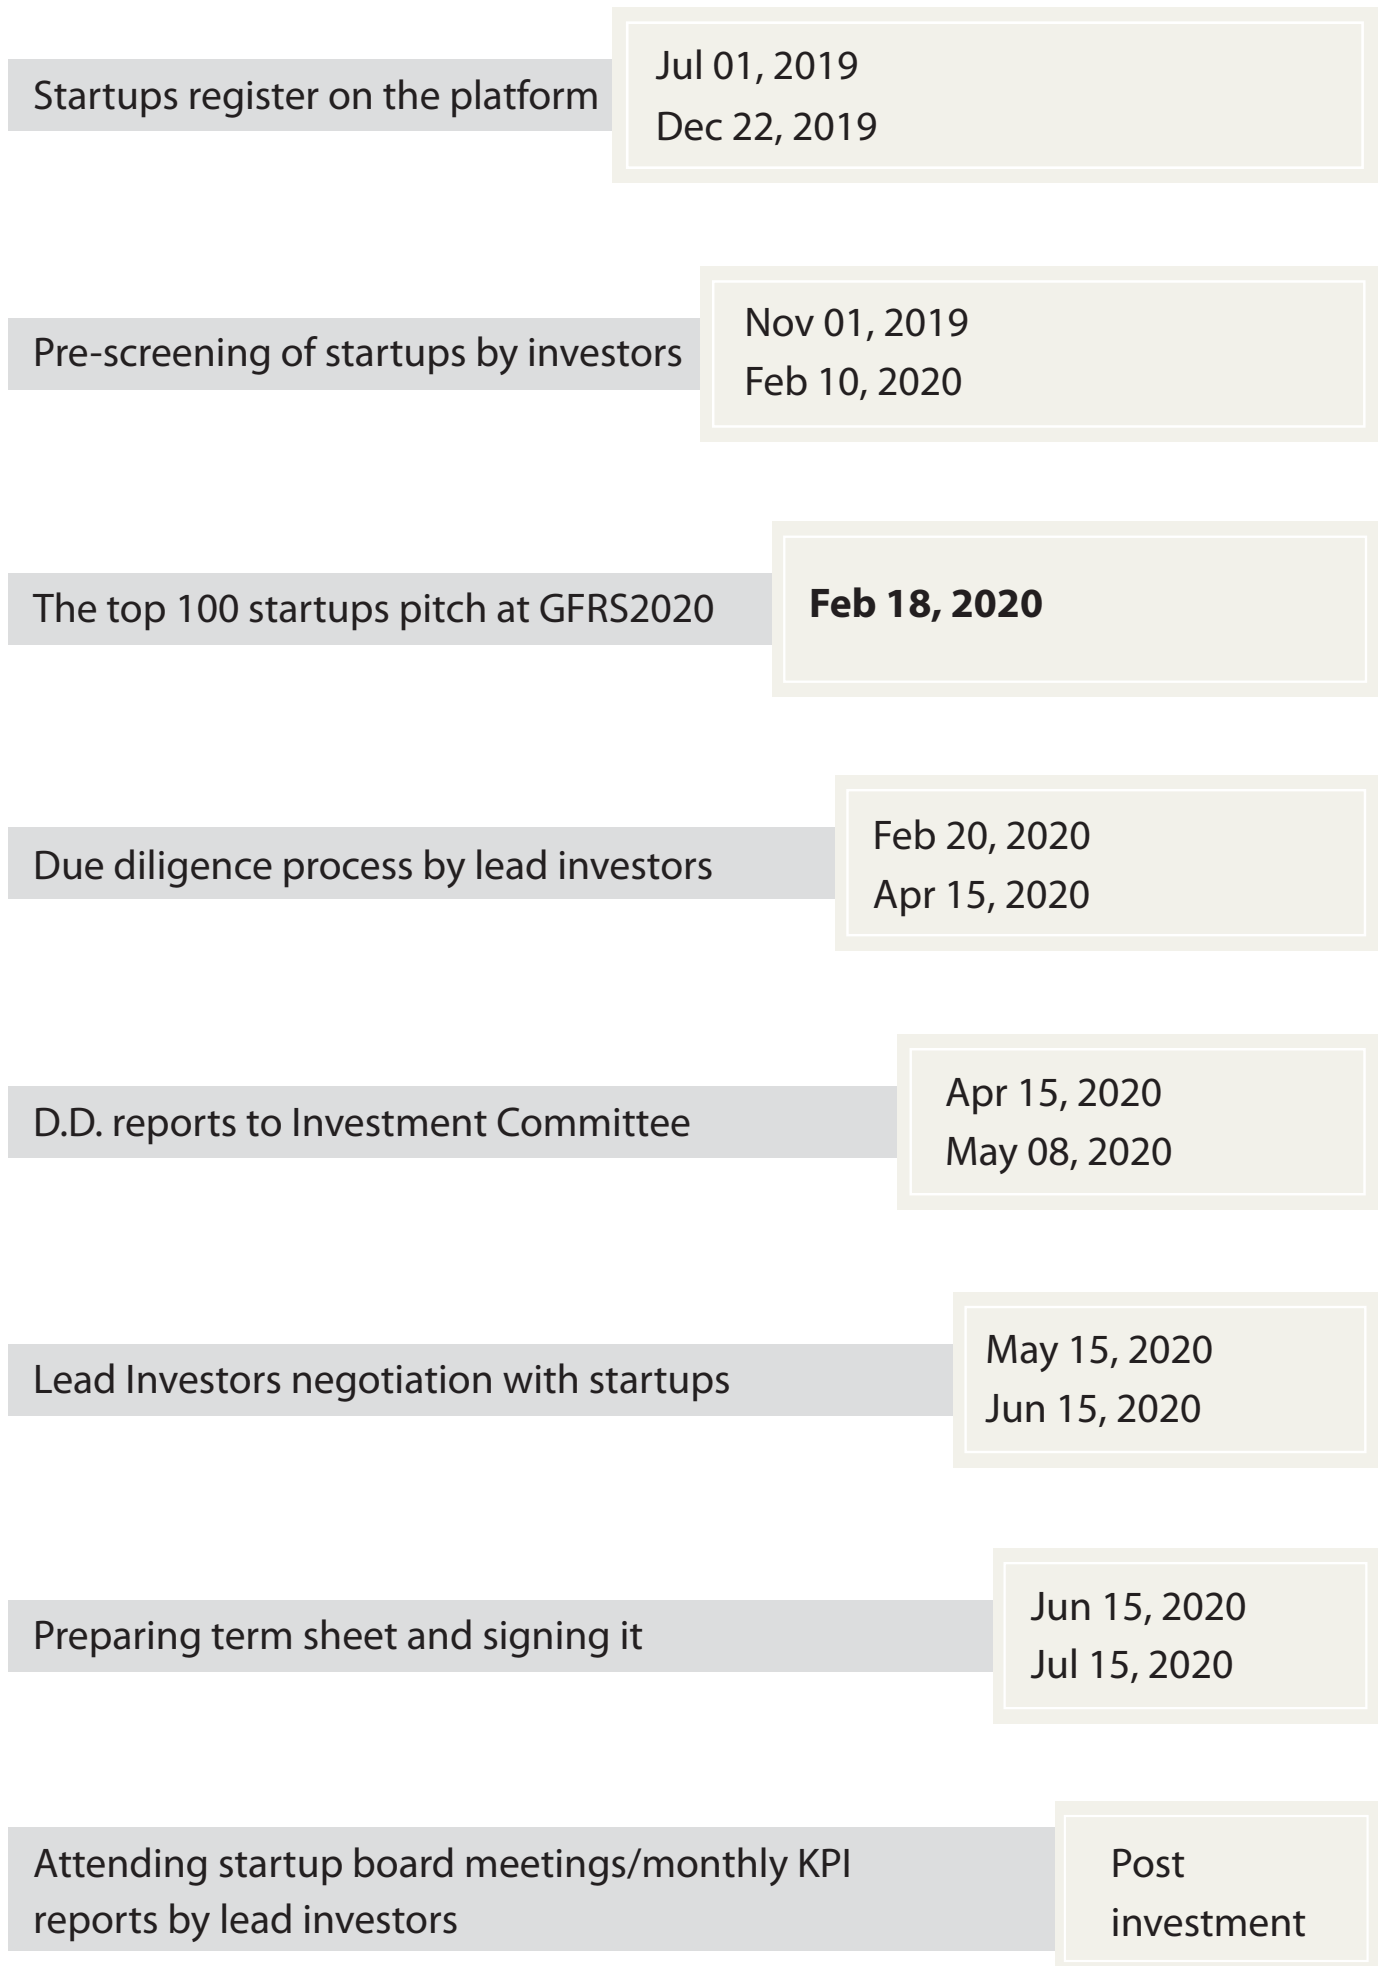 Startups register on the platform
Jul 01, 2019
Dec 22, 2019
Pre-screening of startups by investors
Nov 01, 2019
Feb 10, 2020
The top 100 startups pitch at GFRS2020
Feb 18, 2020
Due diligence process by lead investors
Feb 20, 2020
Apr 15, 2020
D.D. reports to Investment Committee
Apr 15, 2020
May 08, 2020
Lead Investors negotiation with startups
May 15, 2020
Jun 15, 2020
Preparing term sheet and signing it
Jun 15, 2020
Jul 15, 2020
Attending startup board meetings/monthly KPI
reports by lead investors
Post
investment